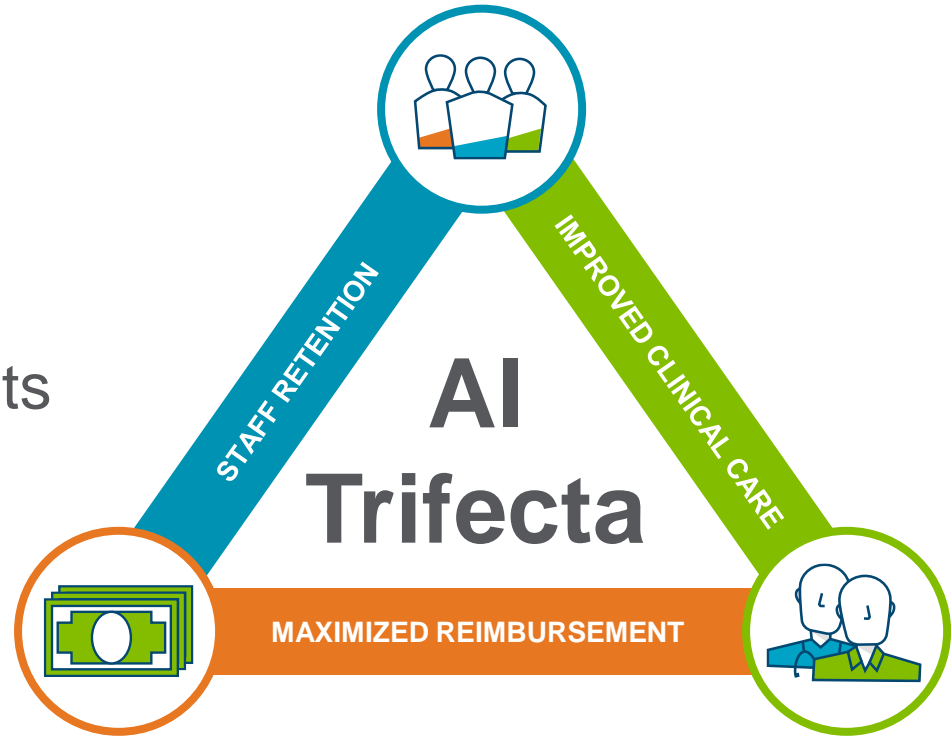 STAFF RETENTION
IMPROVED CLINICAL CARE
ts
AI
Trifecta
MAXIMIZED REIMBURSEMENT